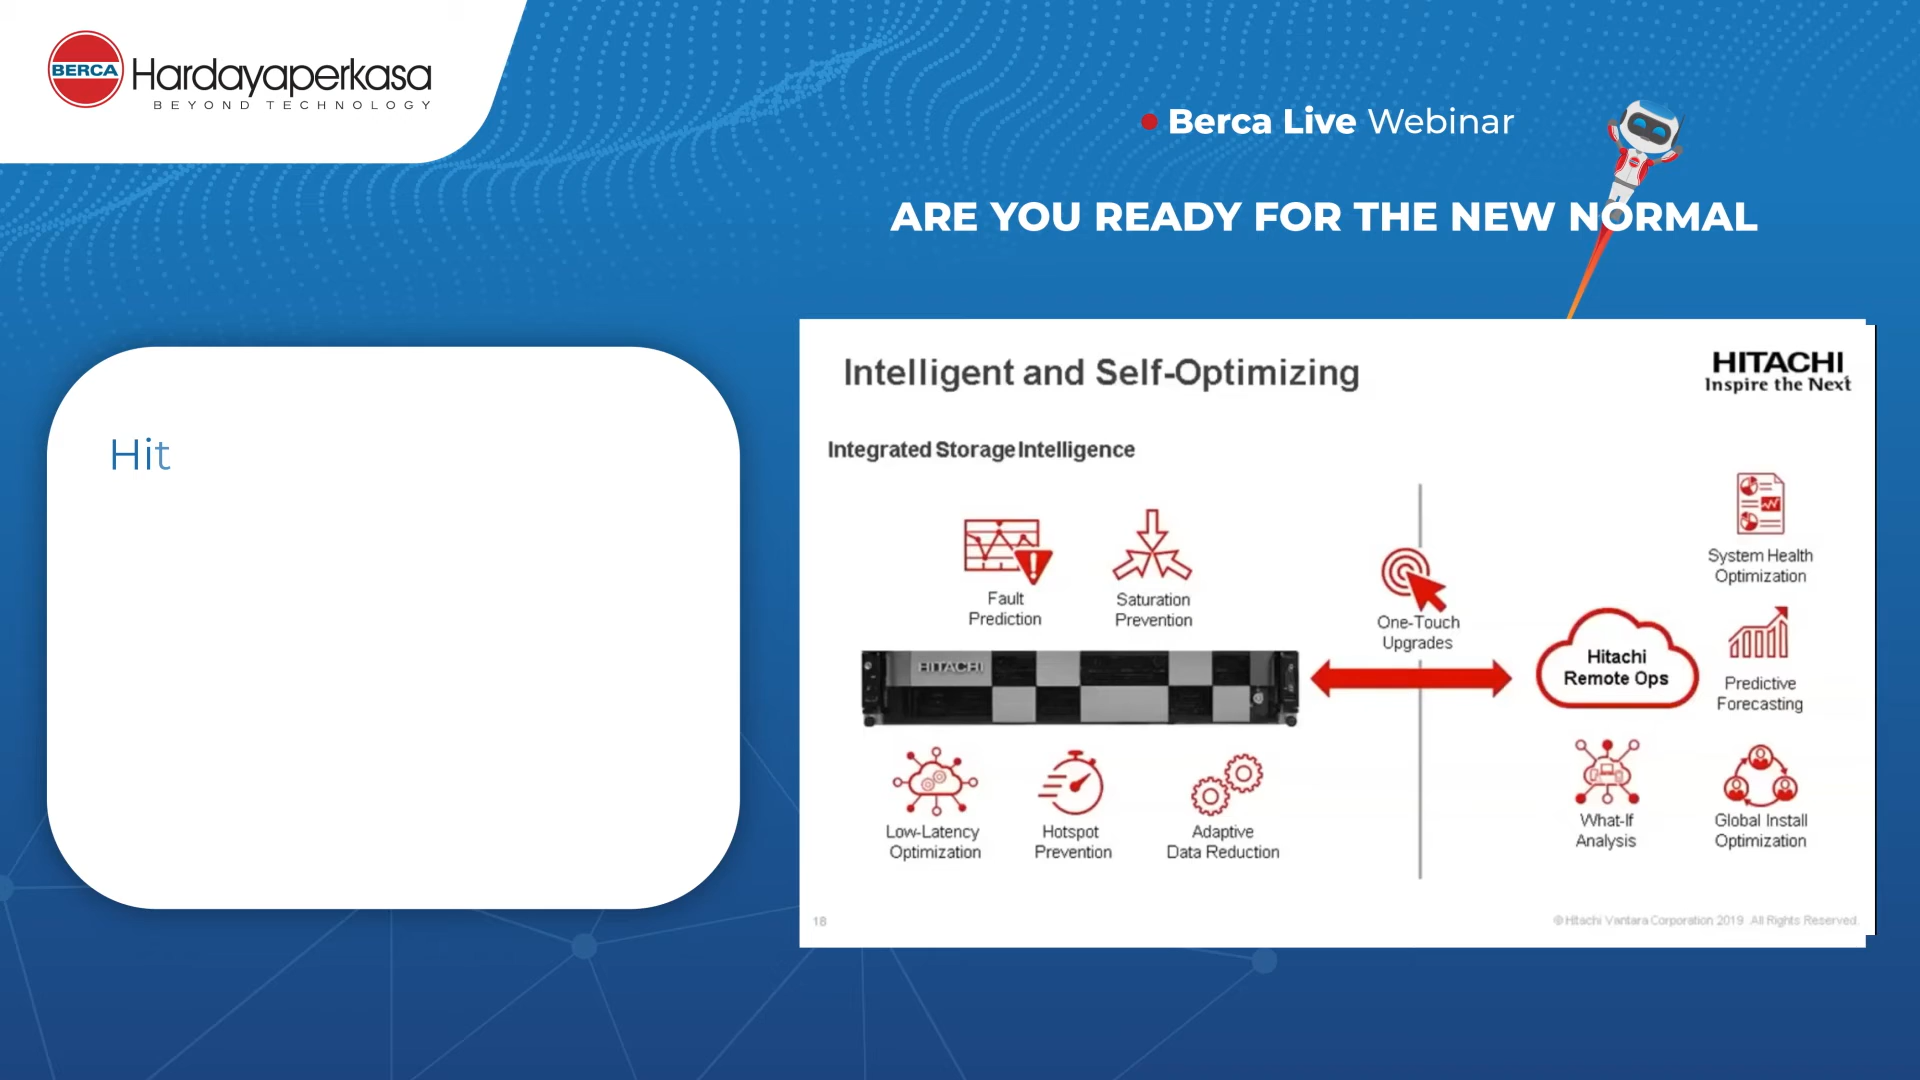 BERCA Hardayaperkasa
BEYOND TECHNOLOGY
Berca Live Webinar
ARE YOU READY FOR THE NEW NORMAL
Hit
Intelligent and Self-Optimizing
HITACHI
Inspire the Next
Integrated Storage Intelligence
Fault
Prediction
Saturation
Prevention
One-Touch
Upgrades
System Health
Optimization
HITACHI
Hitachi
Remote Ops
Predictive
Forecasting
Low-Latency
Optimization
Hotspot
Prevention
Adaptive
Data Reduction
What-If
Analysis
Global Install
Optimization
18
© Hitachi Vantara Corporation 2019 All Rights Reserved.